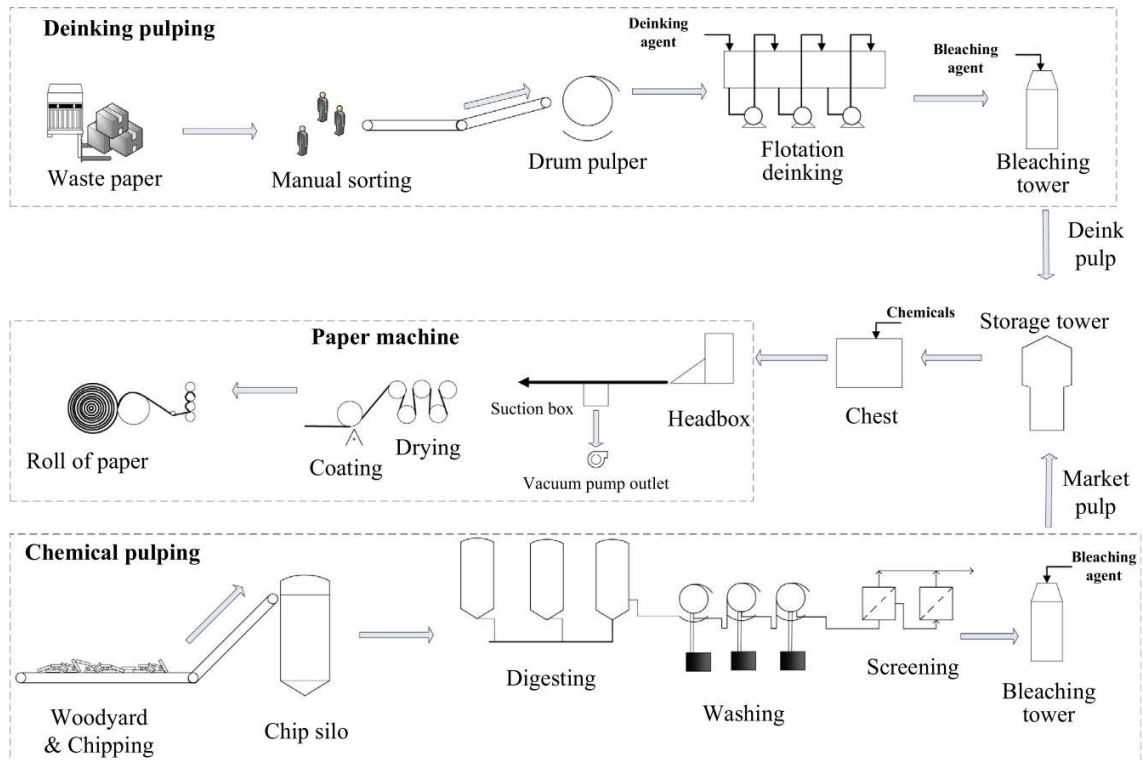 Deinking pulping
Deinking
agent
Bleaching
agent
Waste paper
Manual sorting
Drum pulper
Flotation
deinking
Bleaching
tower
Deink
pulp
Paper machine
Chemicals
Storage tower
Suction box
Headbox
Chest
Roll of paper
Coating
Drying
Vacuum pump outlet
Market
pulp
Chemical pulping
Bleaching
agent
Woodyard
& Chipping
Chip silo
Digesting
Washing
Screening
Bleaching
tower